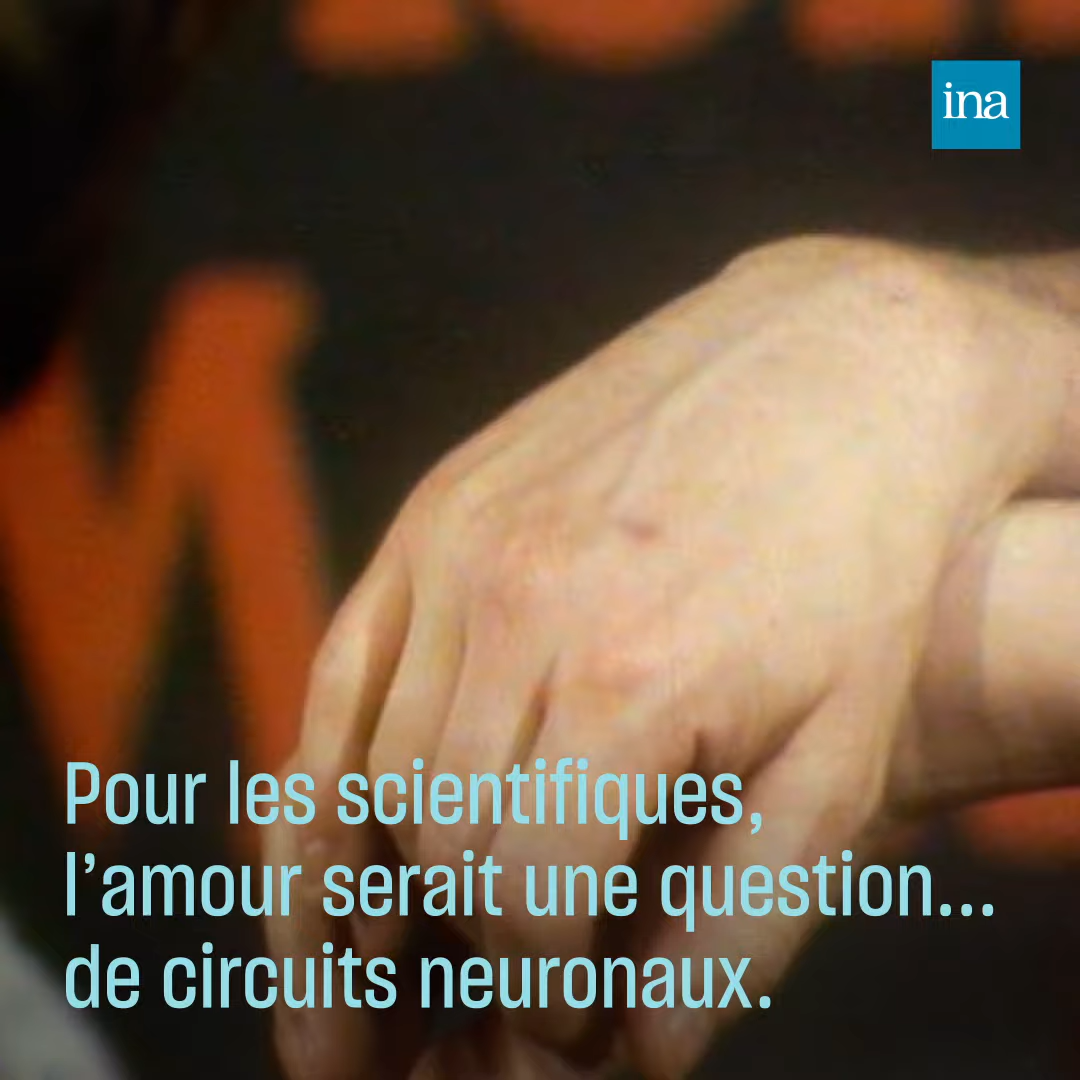 ina
Pour les scientifiques,
l’amour serait une question...
de circuits neuronaux.